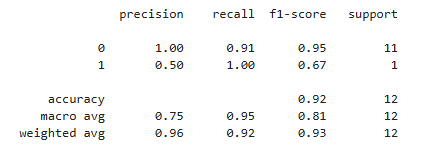 precision recall f1-score support
0 1.00 0.91 0.95 11
1 0.50 1.00 0.67 1
accuracy 0.92 12
macro avg 0.75 0.95 0.81 12
weighted avg 0.96 0.92 0.93 12